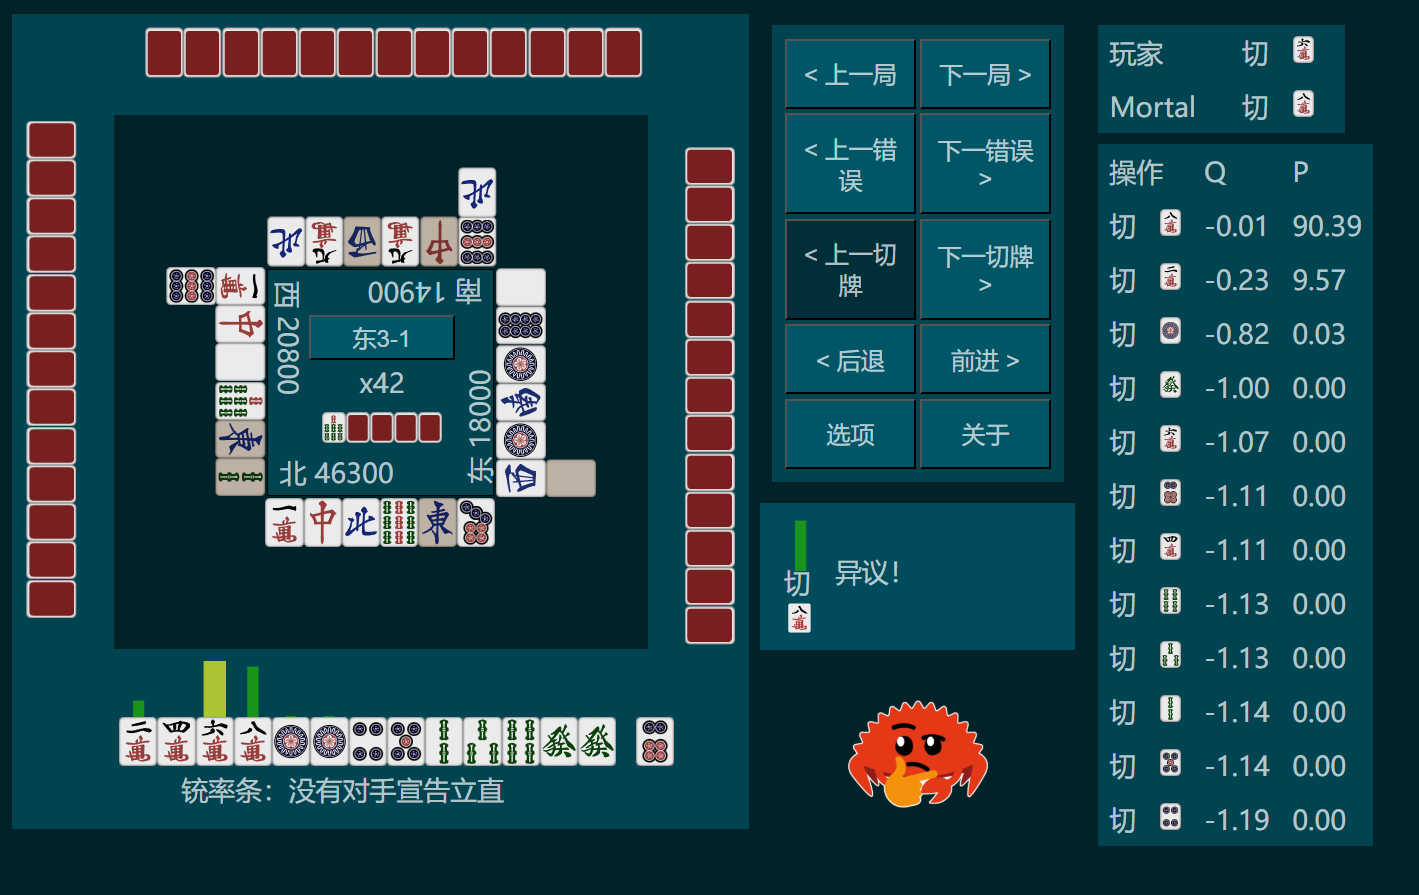 西 20800
南 14900
东3-1
x42
东 18000
北 46300
铳率条：没有对手宣告立直
< 上一局
下一局 >
< 上一错
误
下一错误
>
< 上一切
牌
下一切牌
>
< 后退
前进 >
选项
关于
切
异议！
玩家 切
Mortal 切
操作 Q P
切 -0.01 90.39
切 -0.23 9.57
切 -0.82 0.03
切 -1.00 0.00
切 -1.07 0.00
切 -1.11 0.00
切 -1.11 0.00
切 -1.13 0.00
切 -1.13 0.00
切 -1.14 0.00
切 -1.14 0.00
切 -1.19 0.00